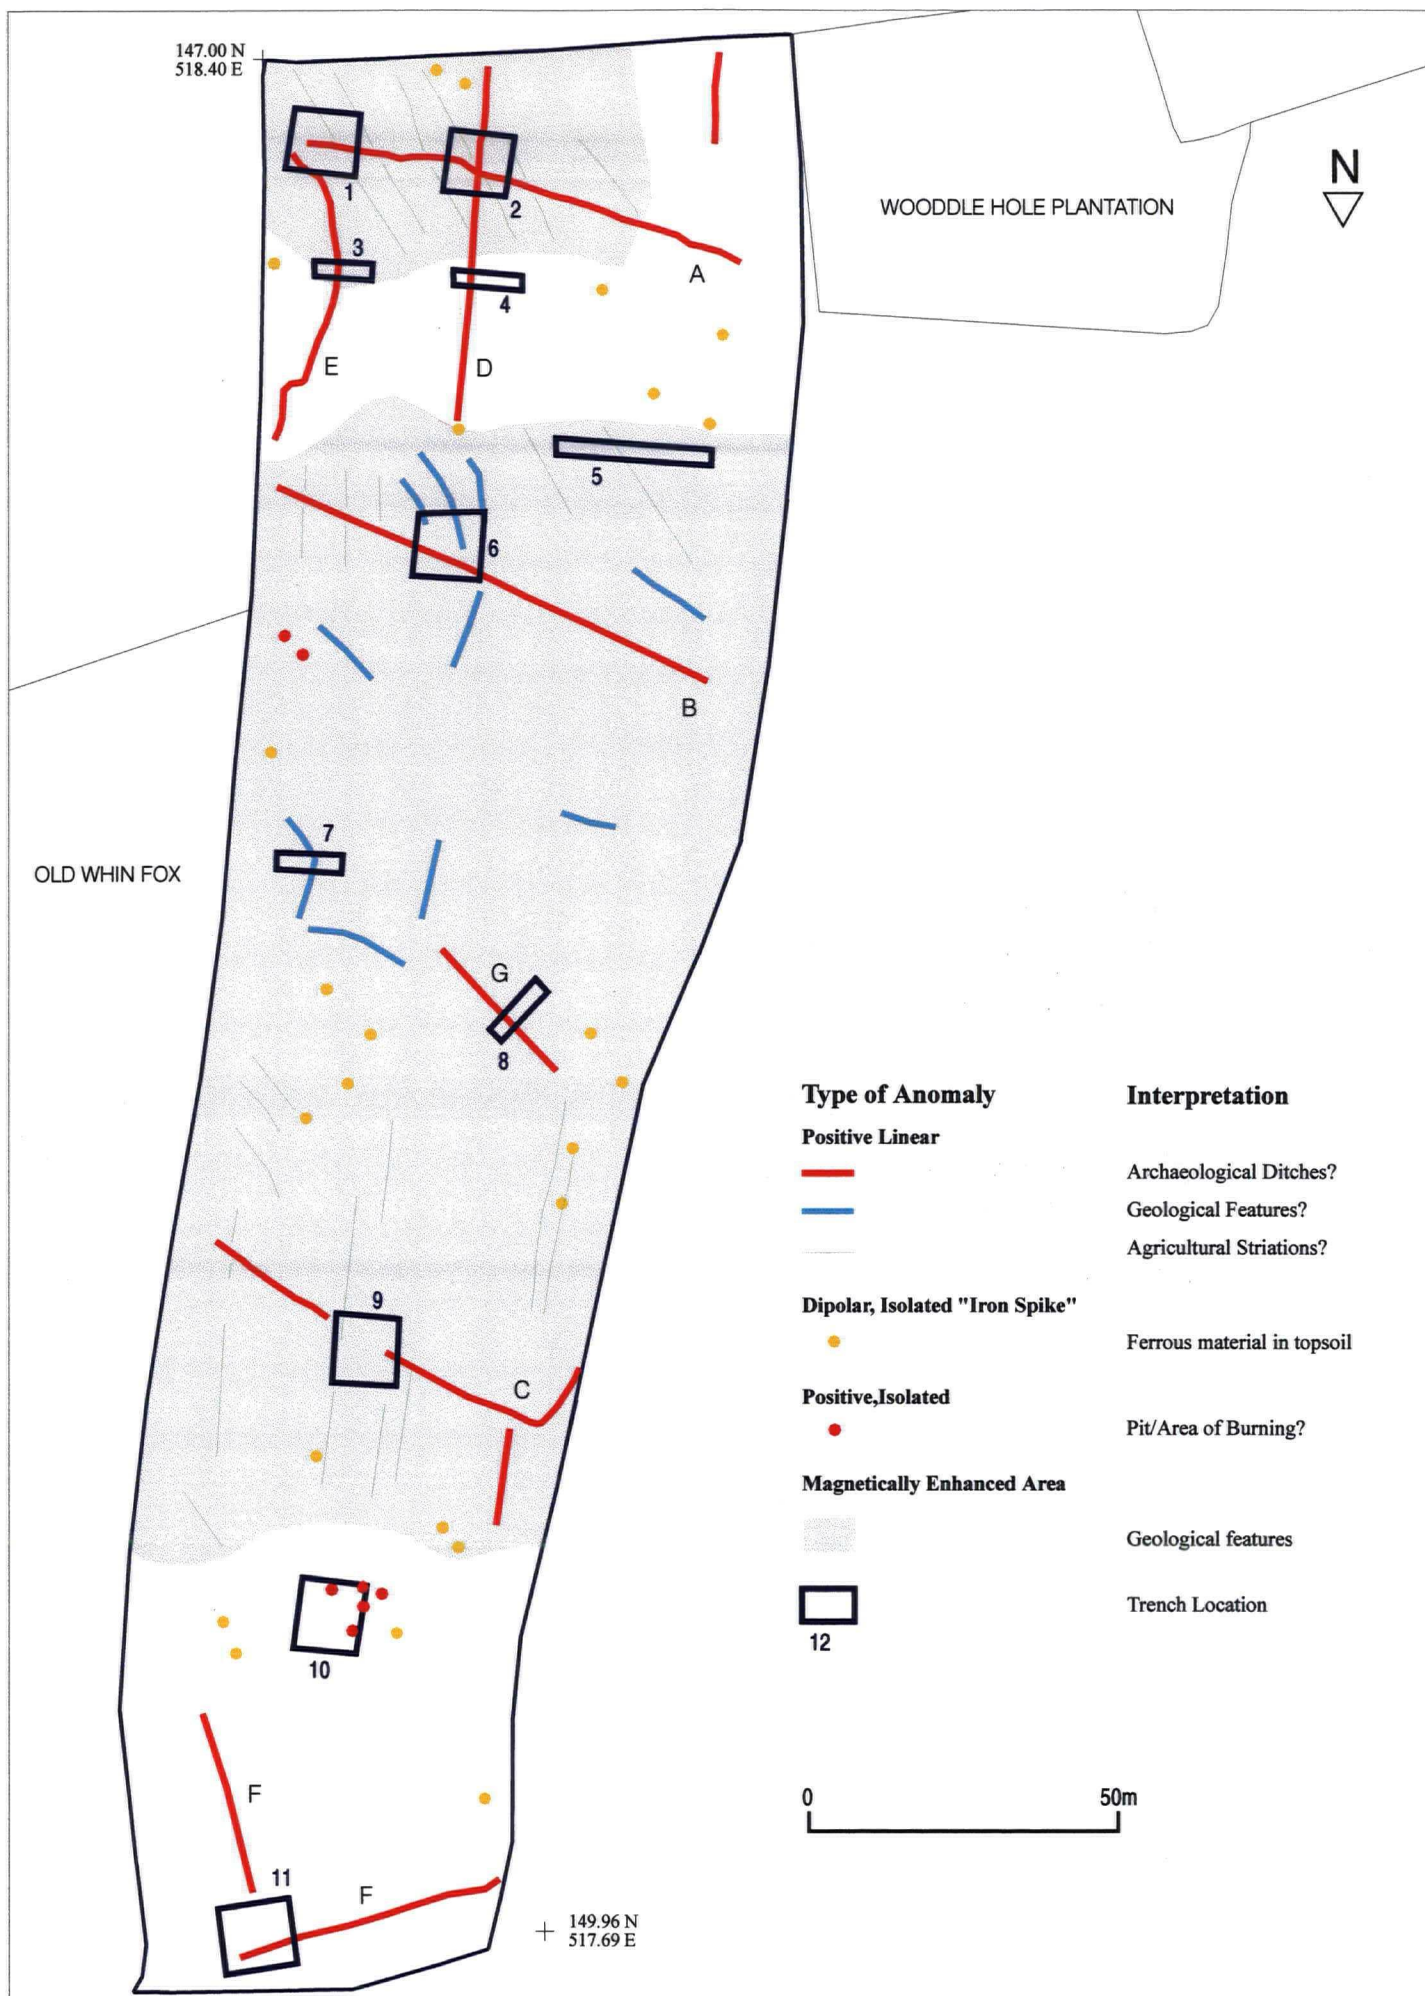 147.00 N
518.40 E
N
WOODDLE HOLE PLANTATION
1
2
3
A
4
E
D
5
6
B
7
OLD WHIN FOX
G
8
9
C
10
F
11
F
149.96 N
517.69 E
Type of Anomaly Interpretation
Positive Linear
Archaeological Ditches?
Geological Features?
Agricultural Striations?
Dipolar, Isolated "Iron Spike"
Ferrous material in topsoil
Positive,Isolated
Pit/Area of Burning?
Magnetically Enhanced Area
Geological features
Trench Location
12
0 50m